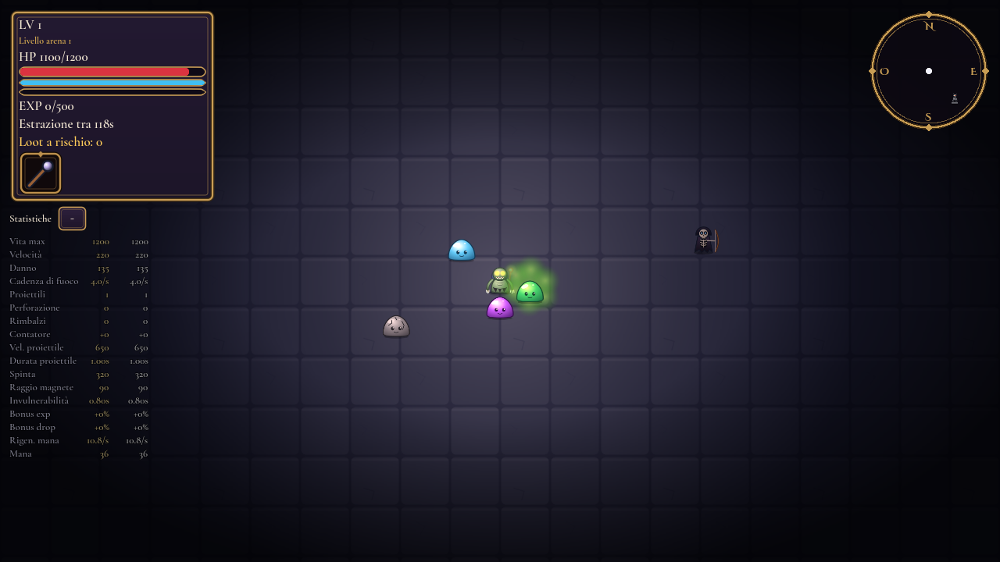 LV 1
Livello arena 1
HP 1100/1200
EXP 0/500
Estrazione tra 118s
Loot a rischio: 0
N
O
E
S
Statistiche -
Vita max 1200 1200
Velocità 220 220
Danno 135 135
Cadenza di fuoco 4.0/s 4.0/s
Proiettili 1 1
Perforazione 0 0
Rimbalzi 0 0
Contatore +0 +0
Vel. proiettile 650 650
Durata proiettile 1.00s 1.00s
Spinta 320 320
Raggio magnete 90 90
Invulnerabilità 0.80s 0.80s
Bonus exp +0% +0%
Bonus drop +0% +0%
Rigen. mana 10.8/s 10.8/s
Mana 36 36